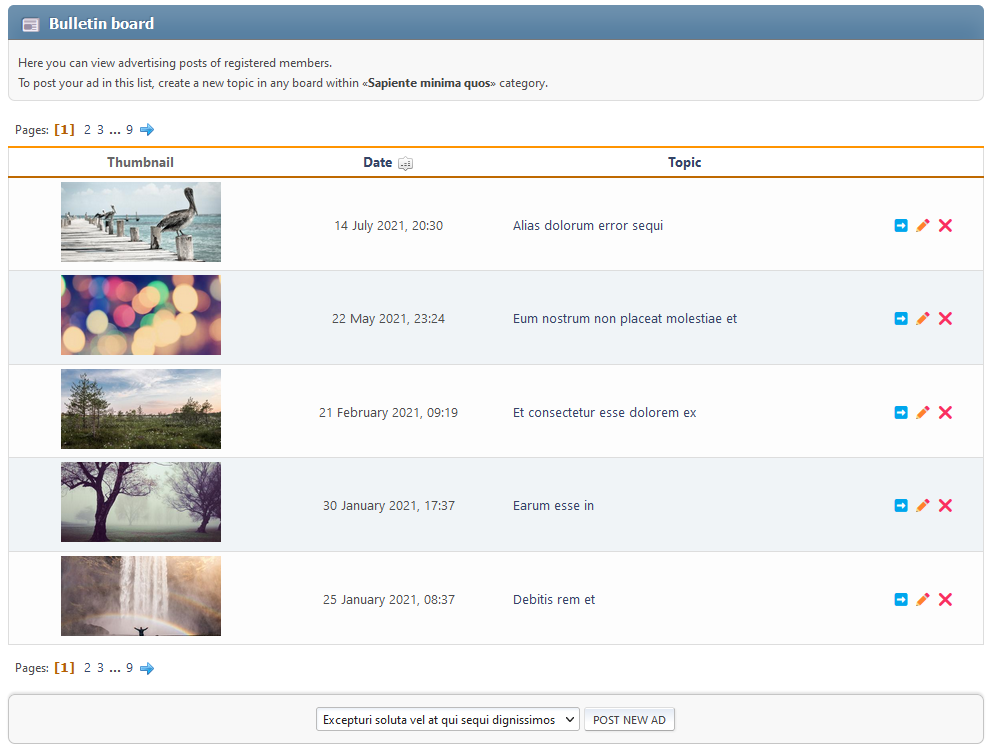 Bulletin board
Here you can view advertising posts of registered members.
To post your ad in this list, create a new topic in any board within «Sapiente minima quos» category.
Pages: [1] 2 3 ... 9
Thumbnail Date Topic
14 July 2021, 20:30 Alias dolorum error sequi
22 May 2021, 23:24 Eum nostrum non placeat molestiae et
21 February 2021, 09:19 Et consectetur esse dolorem ex
30 January 2021, 17:37 Earum esse in
25 January 2021, 08:37 Debitis rem et
Pages: [1] 2 3 ... 9
Excepturi soluta vel at qui sequi dignissimos POST NEW AD